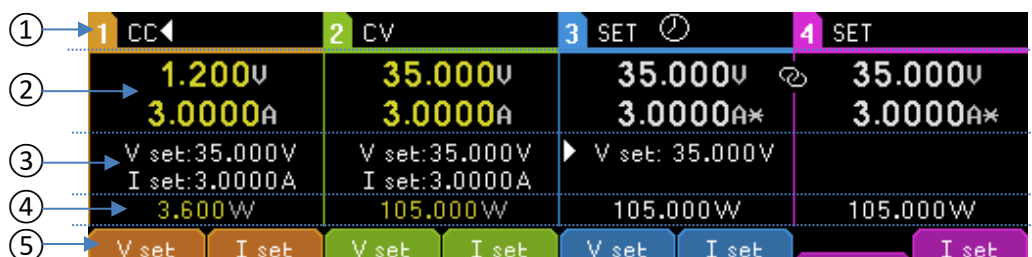 ① 1 CC 2 CV 3 SET 4 SET
② 1.200V 35.000V 35.000V 35.000V
3.0000A 3.0000A 3.0000A* 3.0000A*
③ V set:35.000V V set:35.000V V set: 35.000V
I set:3.0000A I set:3.0000A
④ 3.600W 105.000W 105.000W 105.000W
⑤ V set I set V set I set V set I set I set